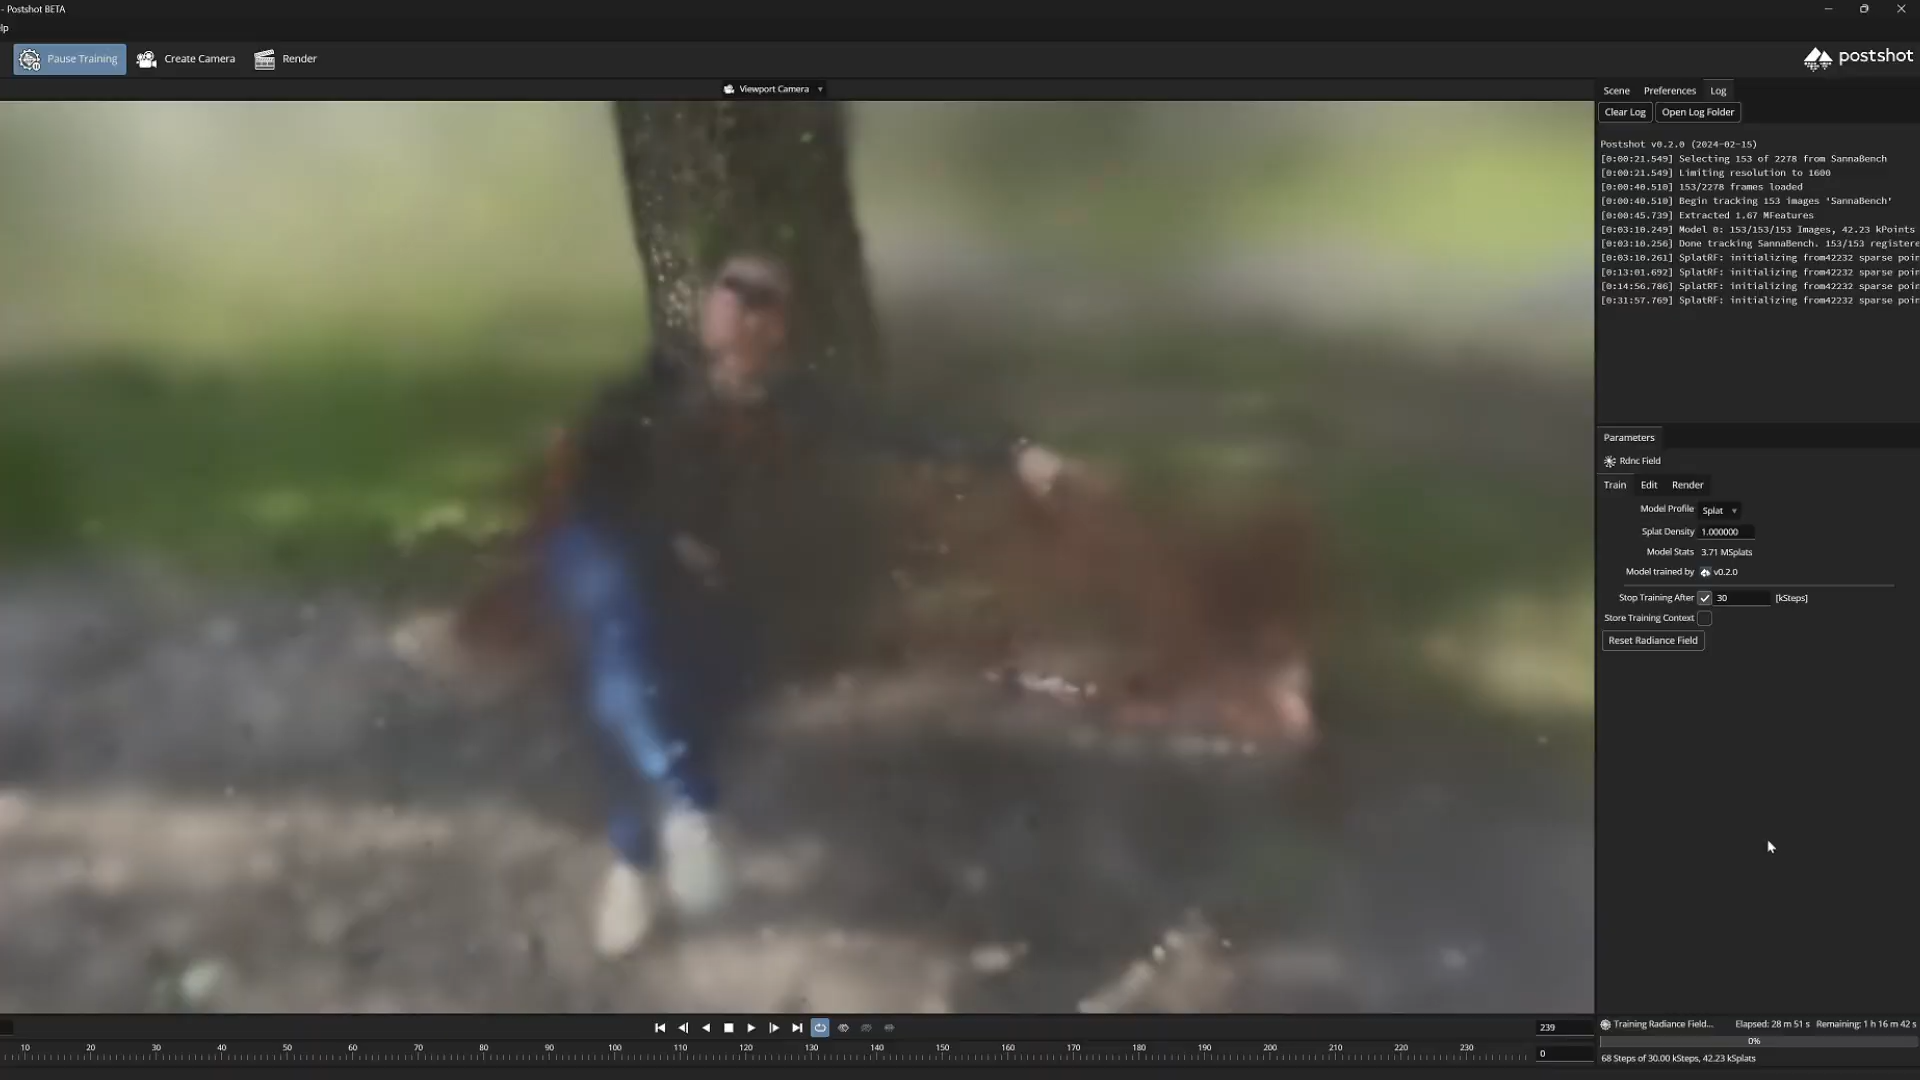 - Postshot BETA
lp
Pause Training
Create Camera
Render
postshot
Viewport Camera
Scene Preferences Log
Clear Log Open Log Folder
Postshot v0.2.0 (2024-02-15)
[0:00:21.549] Selecting 153 of 2278 from SannaBench
[0:00:21.549] Limiting resolution to 1600
[0:00:40.510] 153/2278 frames loaded
[0:00:40.510] Begin tracking 153 images 'SannaBench'
[0:00:45.739] Extracted 1.67 MFeatures
[0:03:10.249] Model 0: 153/153/153 Images, 42.23 kPoints
[0:03:10.256] Done tracking SannaBench. 153/153 registere
[0:03:10.261] SplatRF: initializing from42232 sparse poin
[0:13:01.692] SplatRF: initializing from42232 sparse poin
[0:14:56.786] SplatRF: initializing from42232 sparse poin
[0:31:57.769] SplatRF: initializing from42232 sparse poin
Parameters
Rdnc Field
Train Edit Render
Model Profile Splat
Splat Density 1.000000
Model Stats 3.71 MSplats
Model trained by v0.2.0
Stop Training After 30 [kSteps]
Store Training Context
Reset Radiance Field
239
10 20 30 40 50 60 70 80 90 100 110 120 130 140 150 160 170 180 190 200 210 220 230
0
Training Radiance Field... Elapsed: 28 m 51 s Remaining: 1 h 16 m 42 s
0%
68 Steps of 30.00 kSteps, 42.23 kSplats